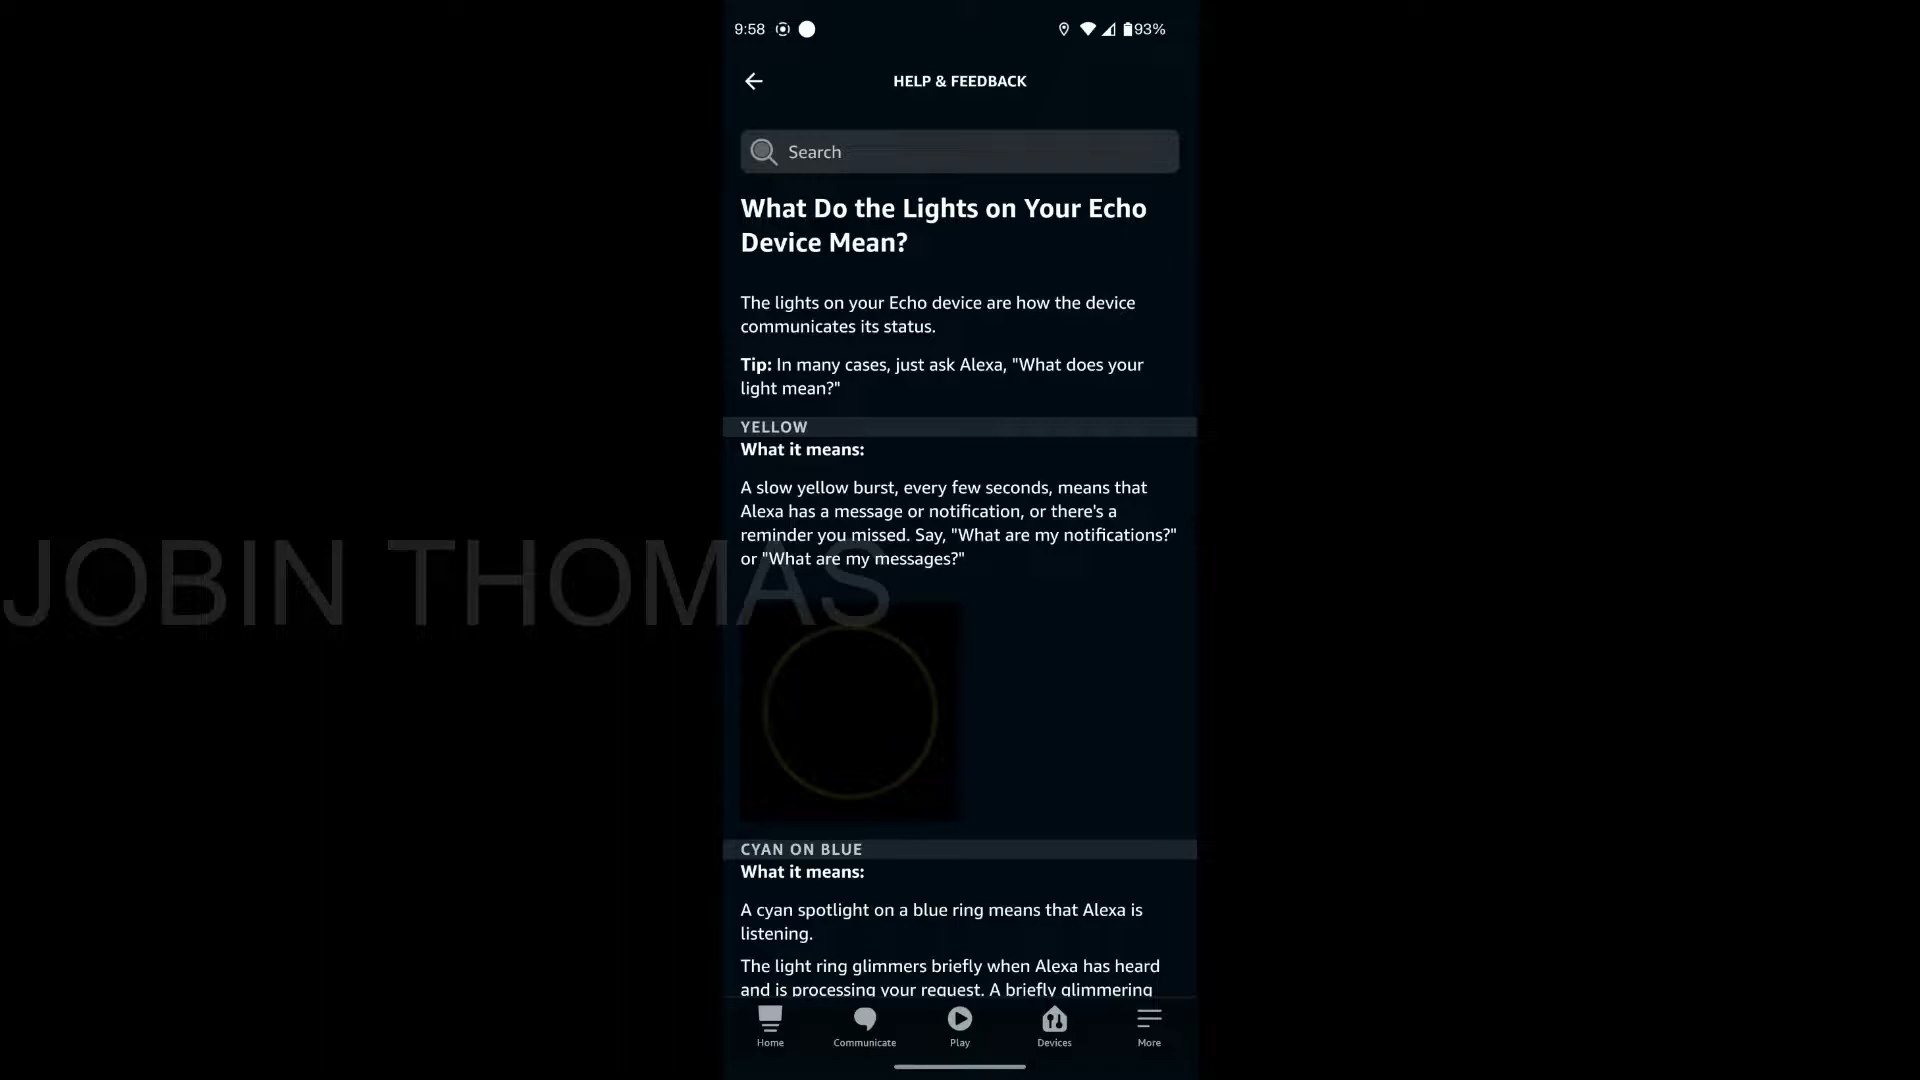 9:58
93%
HELP & FEEDBACK
Search
What Do the Lights on Your Echo
Device Mean?
The lights on your Echo device are how the device
communicates its status.
Tip: In many cases, just ask Alexa, "What does your
light mean?"
YELLOW
What it means:
A slow yellow burst, every few seconds, means that
Alexa has a message or notification, or there's a
reminder you missed. Say, "What are my notifications?"
or "What are my messages?"
JOBIN THOMAS
CYAN ON BLUE
What it means:
A cyan spotlight on a blue ring means that Alexa is
listening.
The light ring glimmers briefly when Alexa has heard
and is processing your request. A briefly glimmering
Home
Communicate
Play
Devices
More